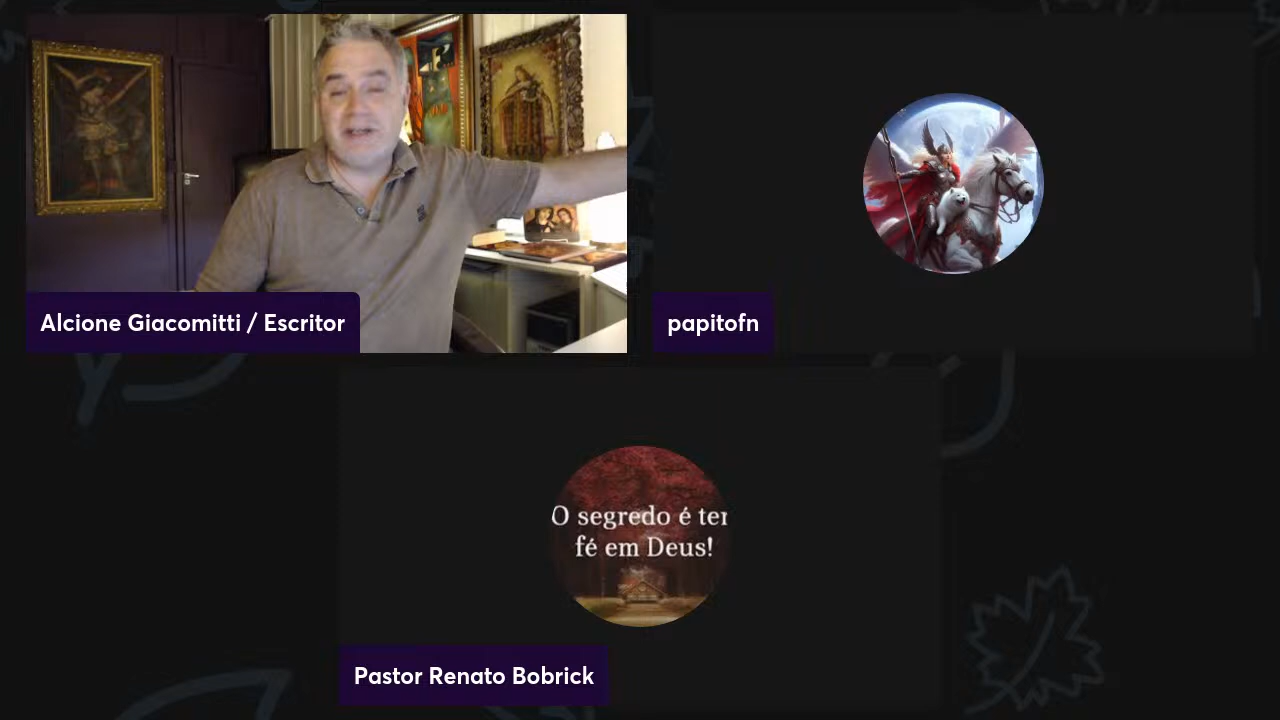 Alcione Giacomitti / Escritor
papitofn
O segredo é ter
fé em Deus!
Pastor Renato Bobrick